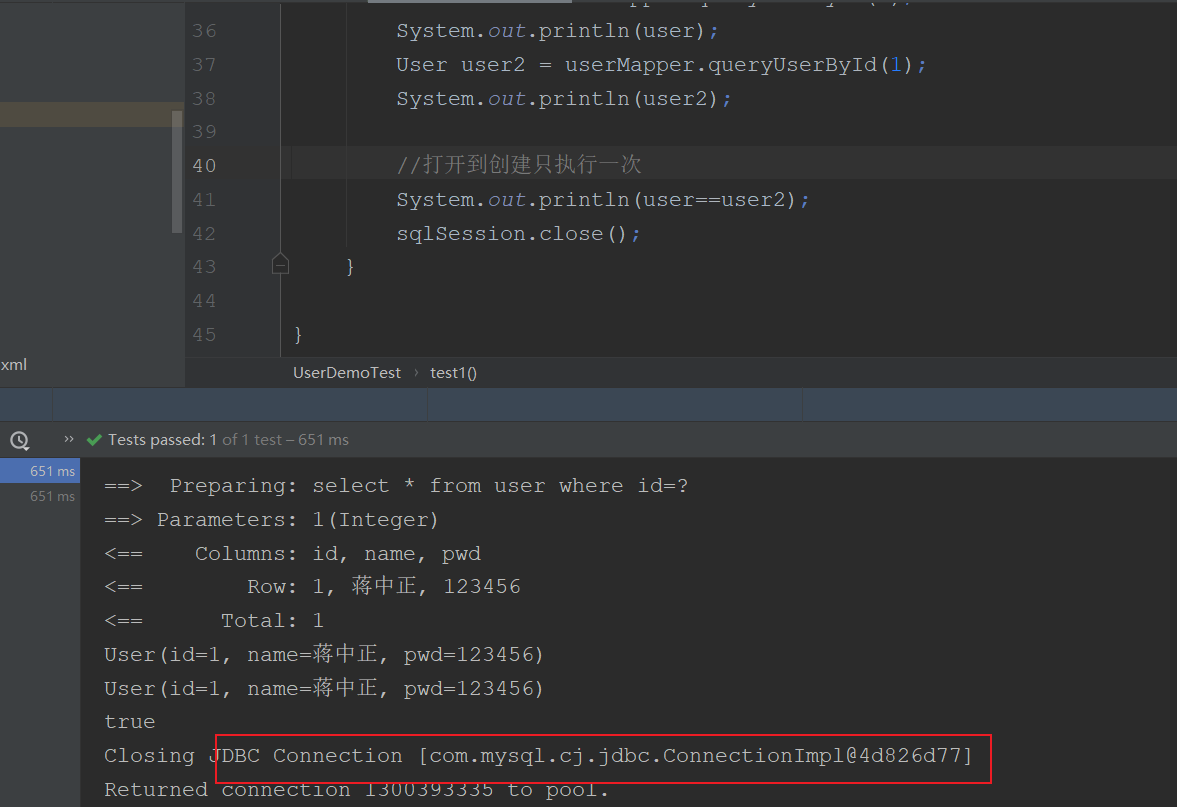 36 System.out.println(user);
37 User user2 = userMapper.queryUserById(1);
38 System.out.println(user2);
39
40 //打开到创建只执行一次
41 System.out.println(user==user2);
42 sqlSession.close();
43 }
44
45 }
xml
UserDemoTest › test1()
» Tests passed: 1 of 1 test – 651 ms
651 ms
651 ms
==>  Preparing: select * from user where id=?
==> Parameters: 1(Integer)
<==    Columns: id, name, pwd
<==        Row: 1, 蒋中正, 123456
<==      Total: 1
User(id=1, name=蒋中正, pwd=123456)
User(id=1, name=蒋中正, pwd=123456)
true
Closing JDBC Connection [com.mysql.cj.jdbc.ConnectionImpl@4d826d77]
Returned connection 1300393335 to pool.